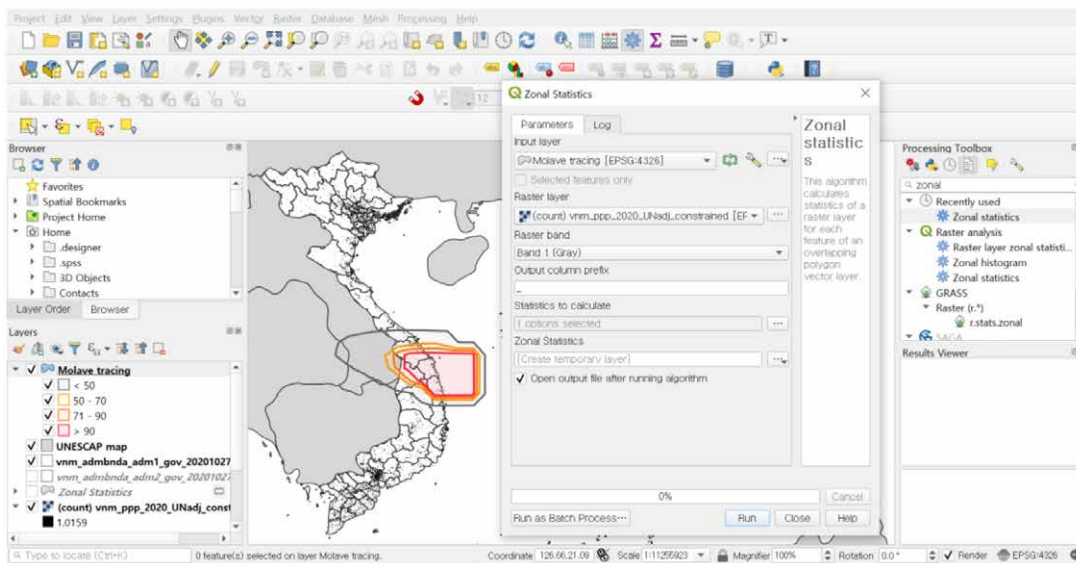 Project Edit View Layer Settings Plugins Vector Raster Database Mesh Processing Help
12
Browser
Favorites
Spatial Bookmarks
Project Home
Home
.designer
.spss
3D Objects
Contacts
Layer Order Browser
Layers
Molave tracing
< 50
50 - 70
71 - 90
> 90
UNESCAP map
vnm_admbnda_adm1_gov_20201027
vnm_admbnda_adm2_gov_20201027
Zonal Statistics
(count) vnm_ppp_2020_UNadj_const
1.0159
Zonal Statistics
Parameters Log
Input layer
Molave tracing [EPSG:4326]
Selected features only
Raster layer
(count) vnm_ppp_2020_UNadj_constrained [EF
Raster band
Band 1 (Gray)
Output column prefix
_
Statistics to calculate
1 options selected
Zonal Statistics
[Create temporary layer]
Open output file after running algorithm
0%
Cancel
Run as Batch Process…
Run Close Help
Zonal
statistic
s
This algorithm
calculates
statistics of a
raster layer
for each
feature of an
overlapping
polygon
vector layer.
Processing Toolbox
zonal
Recently used
Zonal statistics
Raster analysis
Raster layer zonal statisti...
Zonal histogram
Zonal statistics
GRASS
Raster (r.*)
r.stats.zonal
SAGA
Results Viewer
Type to locate (Ctrl+K)
0 feature(s) selected on layer Molave tracing.
Coordinate 126.66,21.09 Scale 1:11255923 Magnifier 100% Rotation 0.0 ° Render EPSG:4326